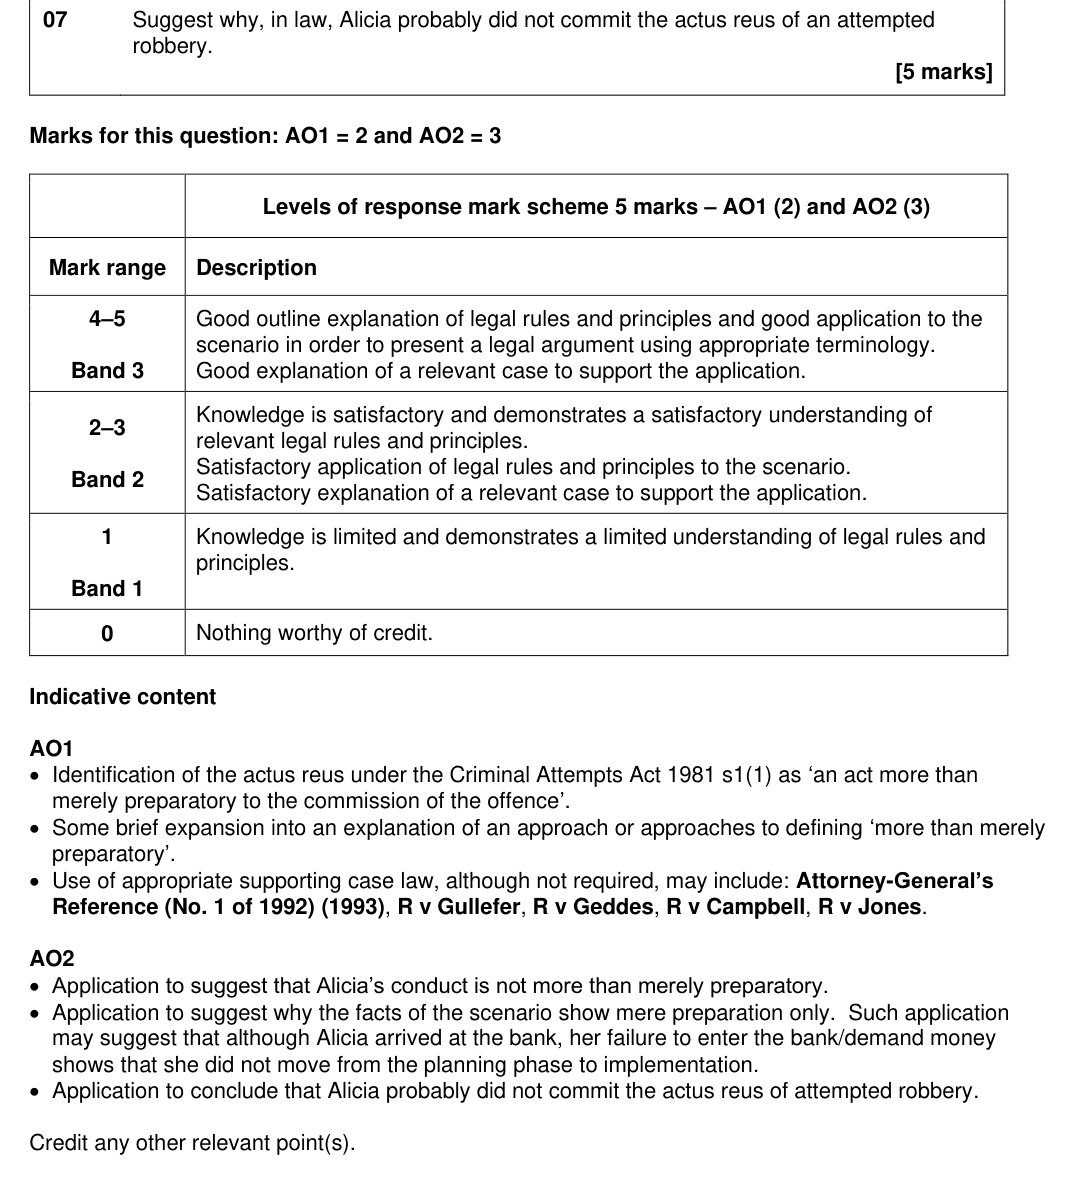 07 Suggest why, in law, Alicia probably did not commit the actus reus of an attempted
robbery.
[5 marks]
Marks for this question: AO1 = 2 and AO2 = 3
Levels of response mark scheme 5 marks – AO1 (2) and AO2 (3)
Mark range Description
4–5
Band 3
Good outline explanation of legal rules and principles and good application to the
scenario in order to present a legal argument using appropriate terminology.
Good explanation of a relevant case to support the application.
2–3
Band 2
Knowledge is satisfactory and demonstrates a satisfactory understanding of
relevant legal rules and principles.
Satisfactory application of legal rules and principles to the scenario.
Satisfactory explanation of a relevant case to support the application.
1
Band 1
Knowledge is limited and demonstrates a limited understanding of legal rules and
principles.
0 Nothing worthy of credit.
Indicative content
AO1
• Identification of the actus reus under the Criminal Attempts Act 1981 s1(1) as ‘an act more than
merely preparatory to the commission of the offence’.
• Some brief expansion into an explanation of an approach or approaches to defining ‘more than merely
preparatory’.
• Use of appropriate supporting case law, although not required, may include: Attorney-General’s
Reference (No. 1 of 1992) (1993), R v Gullefer, R v Geddes, R v Campbell, R v Jones.
AO2
• Application to suggest that Alicia’s conduct is not more than merely preparatory.
• Application to suggest why the facts of the scenario show mere preparation only. Such application
may suggest that although Alicia arrived at the bank, her failure to enter the bank/demand money
shows that she did not move from the planning phase to implementation.
• Application to conclude that Alicia probably did not commit the actus reus of attempted robbery.
Credit any other relevant point(s).